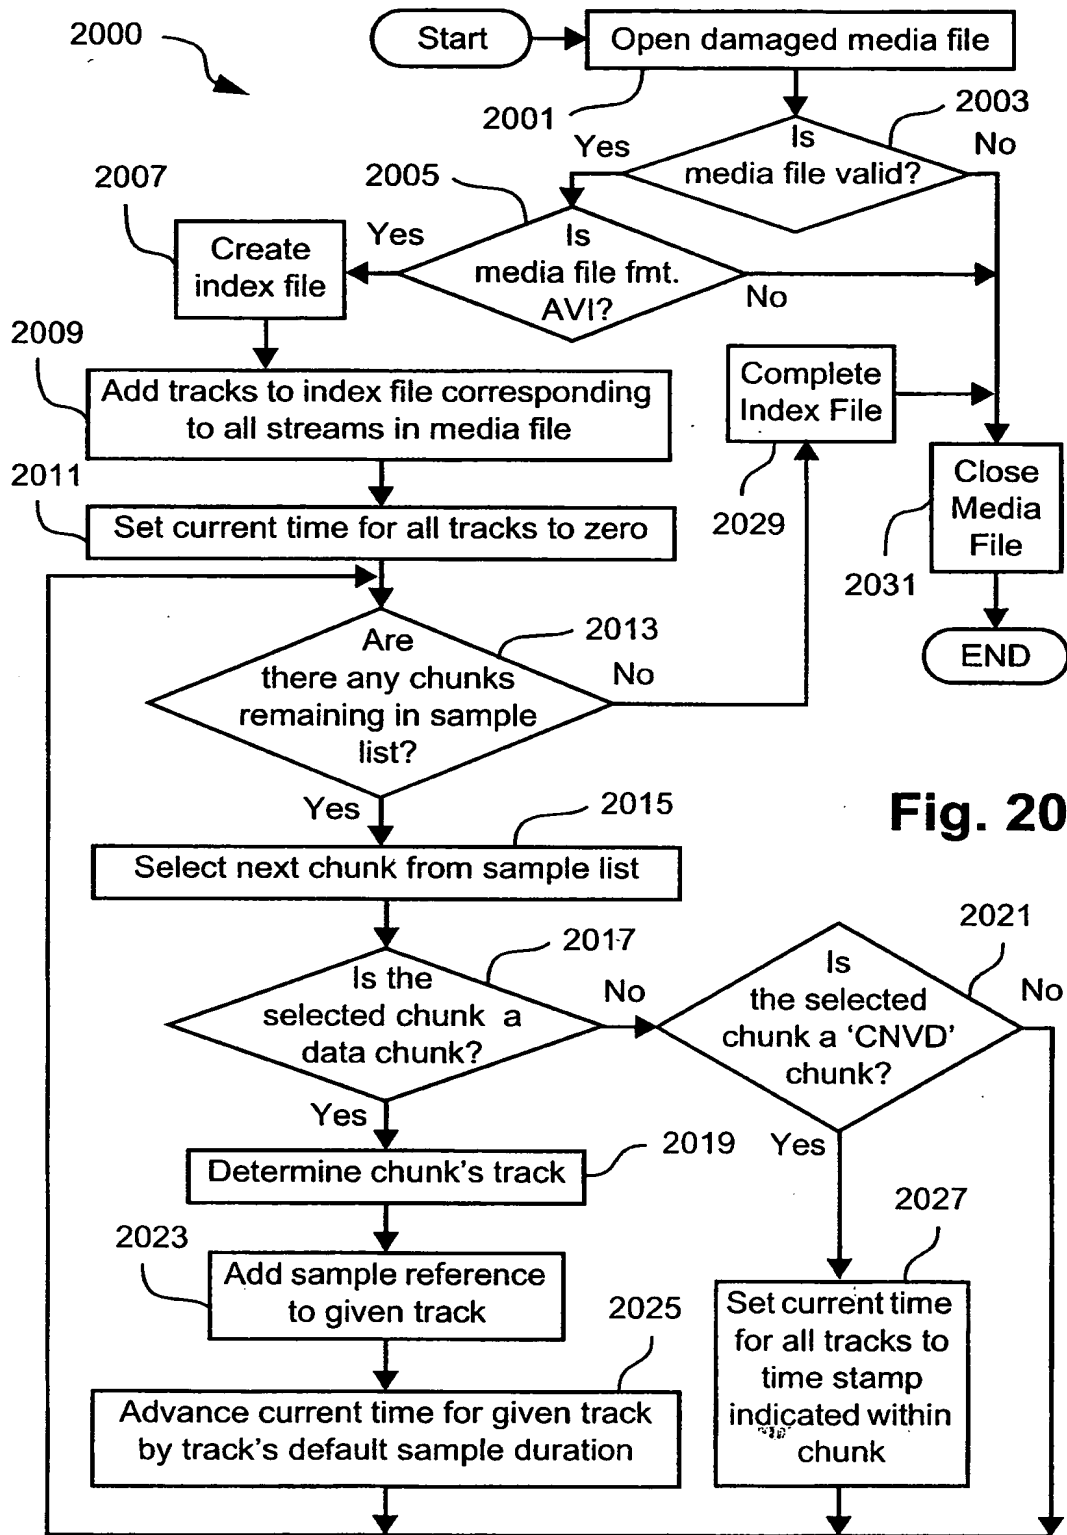 2000
Start
Open damaged media file
2001
2003
Yes
Is
media file valid?
No
2007
2005
Create
index file
Yes
Is
media file fmt.
AVI?
No
2009
Add tracks to index file corresponding
to all streams in media file
Complete
Index File
2029
2011
Set current time for all tracks to zero
Close
Media
File
2031
END
Are
there any chunks
remaining in sample
list?
2013
No
Yes
2015
Fig. 20
Select next chunk from sample list
2017
Is the
selected chunk a
data chunk?
No
2021
Is
the selected
chunk a ‘CNVD’
chunk?
No
Yes
Yes
Determine chunk’s track
2019
2023
Add sample reference
to given track
2027
Set current time
for all tracks to
time stamp
indicated within
chunk
2025
Advance current time for given track
by track’s default sample duration